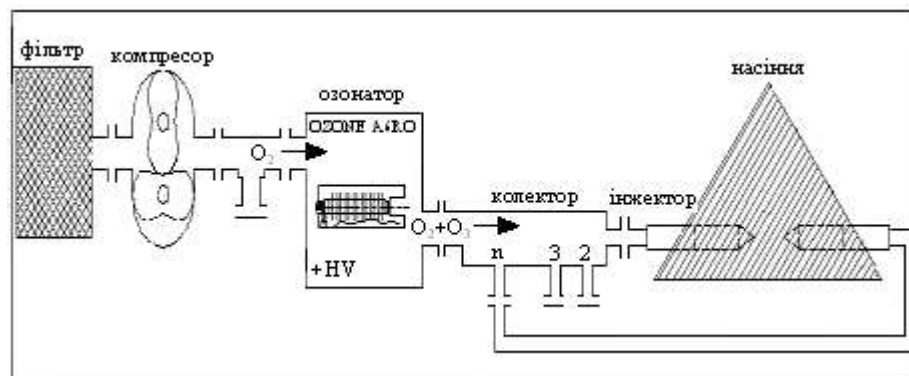 фільтр
компресор
озонатор
насіння
OZONE AGRO
O₂
колектор
інжектор
O₂+O₃
n 3 2
+HV